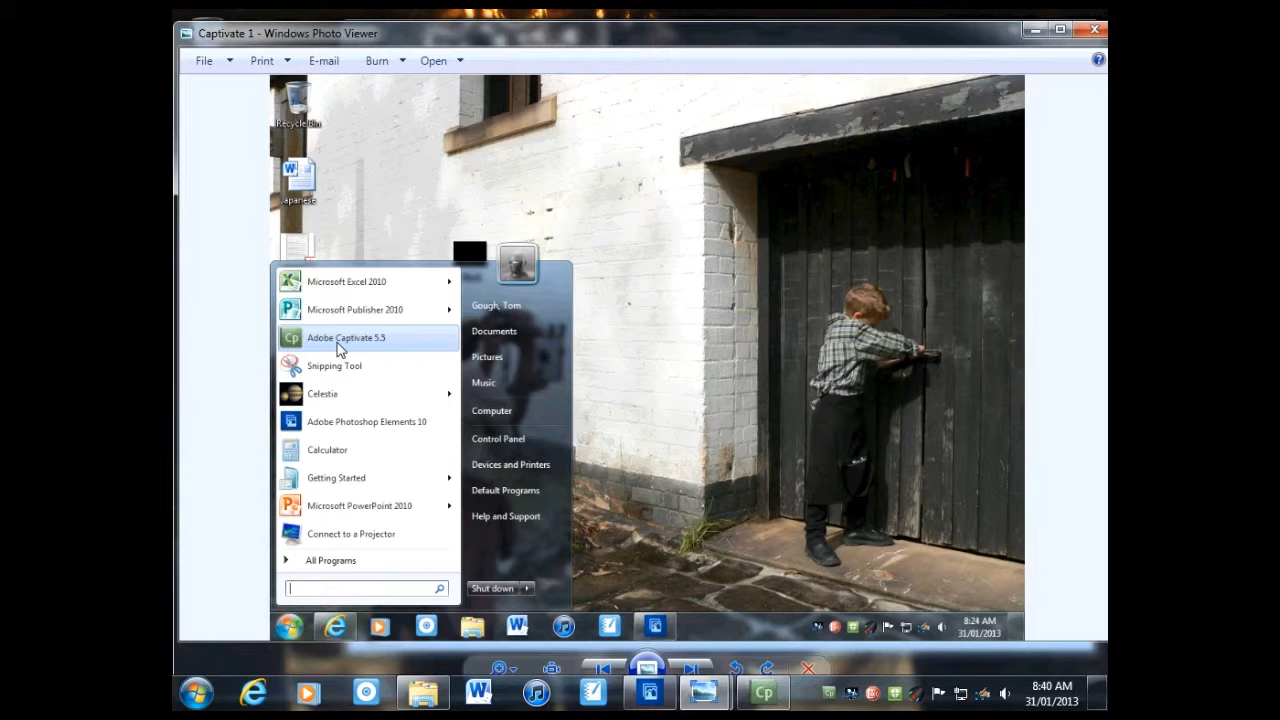 Captivate 1 - Windows Photo Viewer
File Print E-mail Burn Open
Recycle Bin
Japanese
Microsoft Excel 2010
Microsoft Publisher 2010
Cp Adobe Captivate 5.5
Snipping Tool
Celestia
Adobe Photoshop Elements 10
Calculator
Getting Started
Microsoft PowerPoint 2010
Connect to a Projector
All Programs
Gough, Tom
Documents
Pictures
Music
Computer
Control Panel
Devices and Printers
Default Programs
Help and Support
Shut down
8:24 AM
31/01/2013
Cp
8:40 AM
31/01/2013